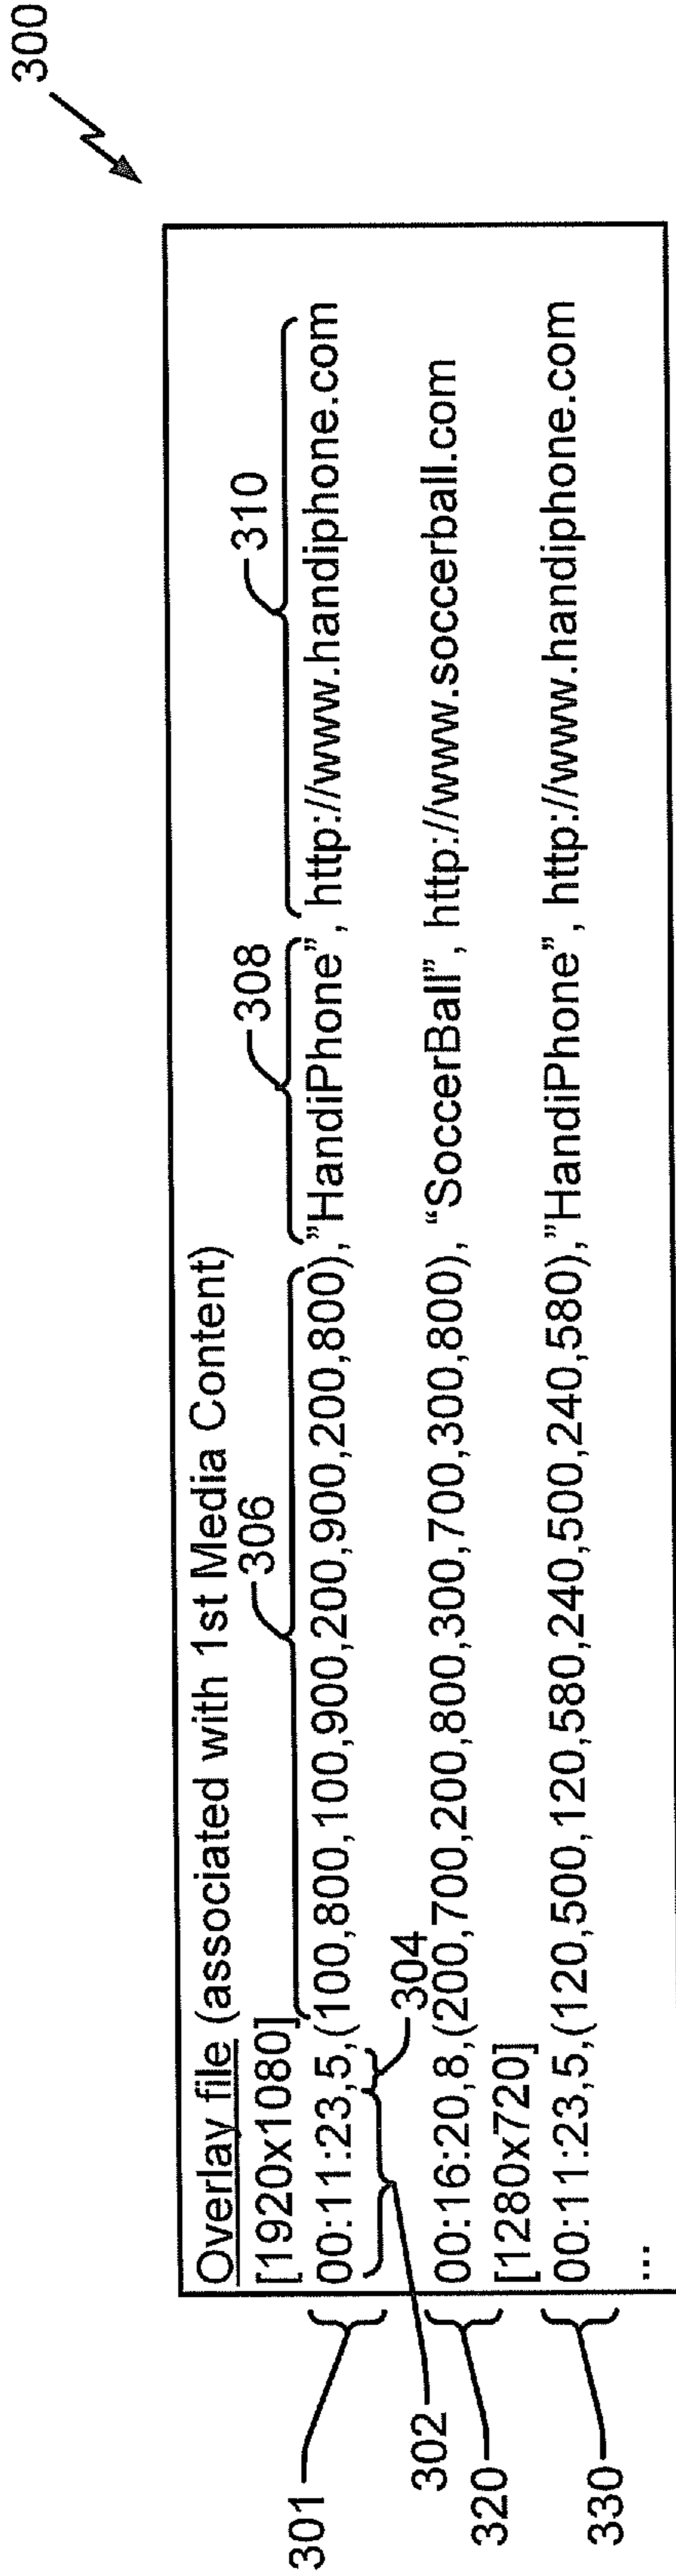 300
Overlay file (associated with 1st Media Content)
[1920x1080]
306
308
310
301
00:11:23,5,(100,800,100,900,200,900,200,800),”HandiPhone”, http://www.handiphone.com
302
304
320
00:16:20,8,(200,700,200,800,300,700,300,800), “SoccerBall”, http://www.soccerball.com
[1280x720]
330
00:11:23,5,(120,500,120,580,240,500,240,580),”HandiPhone”, http://www.handiphone.com
...